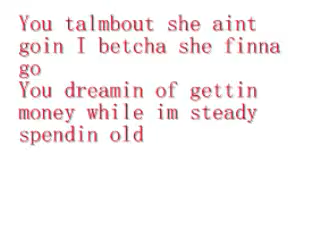 You talmbout she aint
goin I betcha she finna
go
You dreamin of gettin
money while im steady
spendin old